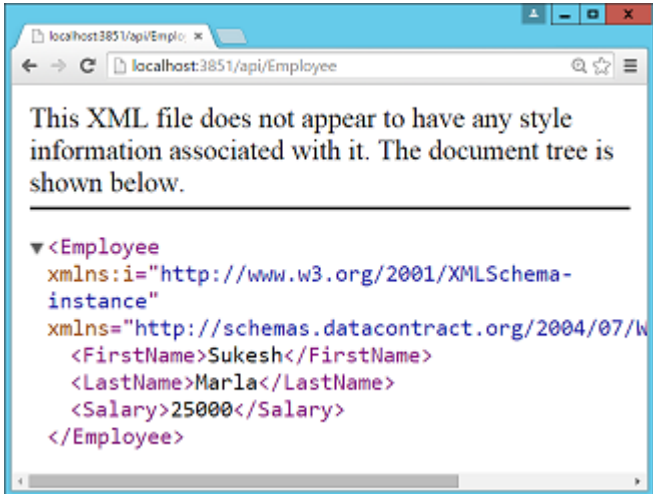 localhost:3851/api/Emplo
localhost:3851/api/Employee
This XML file does not appear to have any style
information associated with it. The document tree is
shown below.
<Employee
xmlns:i="http://www.w3.org/2001/XMLSchema-
instance"
xmlns="http://schemas.datacontract.org/2004/07/W
<FirstName>Sukesh</FirstName>
<LastName>Marla</LastName>
<Salary>25000</Salary>
</Employee>